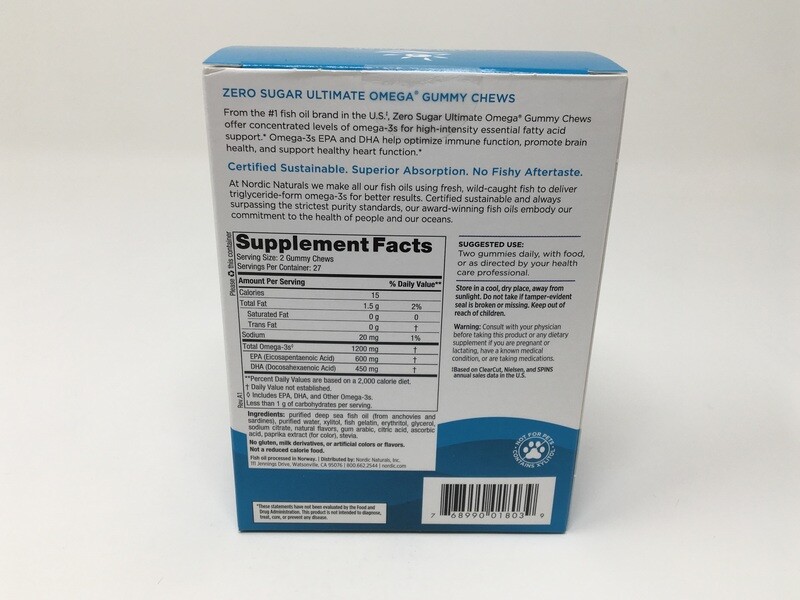 ZERO SUGAR ULTIMATE OMEGA® GUMMY CHEWS
From the #1 fish oil brand in the U.S.‡, Zero Sugar Ultimate Omega® Gummy Chews
offer concentrated levels of omega-3s for high-intensity essential fatty acid
support.* Omega-3s EPA and DHA help optimize immune function, promote brain
health, and support healthy heart function.*
Certified Sustainable. Superior Absorption. No Fishy Aftertaste.
At Nordic Naturals we make all our fish oils using fresh, wild-caught fish to deliver
triglyceride-form omega-3s for better results. Certified sustainable and always
surpassing the strictest purity standards, our award-winning fish oils embody our
commitment to the health of people and our oceans.
Please ♻ this container
Supplement Facts
Serving Size: 2 Gummy Chews
Servings Per Container: 27
Amount Per Serving % Daily Value**
Calories 15
Total Fat 1.5 g 2%
Saturated Fat 0 g 0
Trans Fat 0 g †
Sodium 20 mg 1%
Total Omega-3s◊ 1200 mg †
EPA (Eicosapentaenoic Acid) 600 mg †
DHA (Docosahexaenoic Acid) 450 mg †
**Percent Daily Values are based on a 2,000 calorie diet.
† Daily Value not established.
◊ Includes EPA, DHA, and Other Omega-3s.
Less than 1 g of carbohydrates per serving.
Rev. A1
Ingredients: purified deep sea fish oil (from anchovies and
sardines), purified water, xylitol, fish gelatin, erythritol, glycerol,
sodium citrate, natural flavors, gum arabic, citric acid, ascorbic
acid, paprika extract (for color), stevia.
No gluten, milk derivatives, or artificial colors or flavors.
Not a reduced calorie food.
Fish oil processed in Norway. | Distributed by: Nordic Naturals, Inc.
111 Jennings Drive, Watsonville, CA 95076 | 800.662.2544 | nordic.com
SUGGESTED USE:
Two gummies daily, with food,
or as directed by your health
care professional.
Store in a cool, dry place, away from
sunlight. Do not take if tamper-evident
seal is broken or missing. Keep out of
reach of children.
Warning: Consult with your physician
before taking this product or any dietary
supplement if you are pregnant or
lactating, have a known medical
condition, or are taking medications.
‡Based on ClearCut, Nielsen, and SPINS
annual sales data in the U.S.
• NOT FOR PETS •
CONTAINS XYLITOL
*These statements have not been evaluated by the Food and
Drug Administration. This product is not intended to diagnose,
treat, cure, or prevent any disease.
7 68990 01803 9